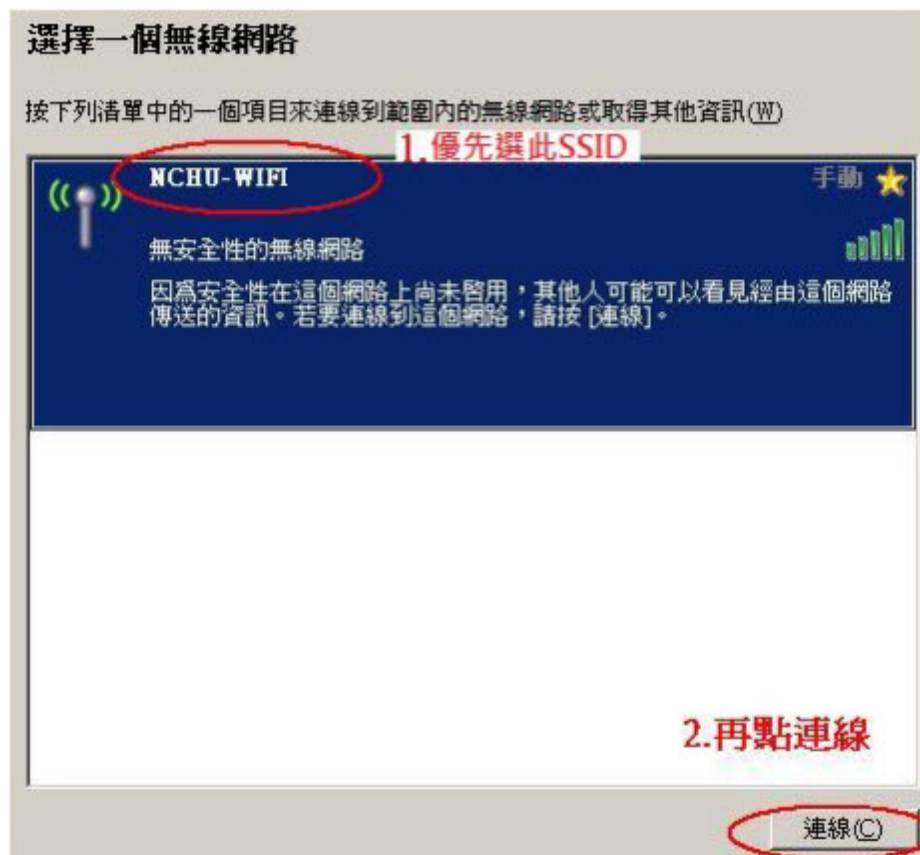 選擇一個無線網路
按下列清單中的一個項目來連線到範圍內的無線網路或取得其他資訊(W)
1.優先選此SSID
NCHU-WIFI
手動
無安全性的無線網路
因為安全性在這個網路上尚未啓用，其他人可能可以看見經由這個網路
傳送的資訊。若要連線到這個網路，請按 [連線]。
2.再點連線
連線(C)